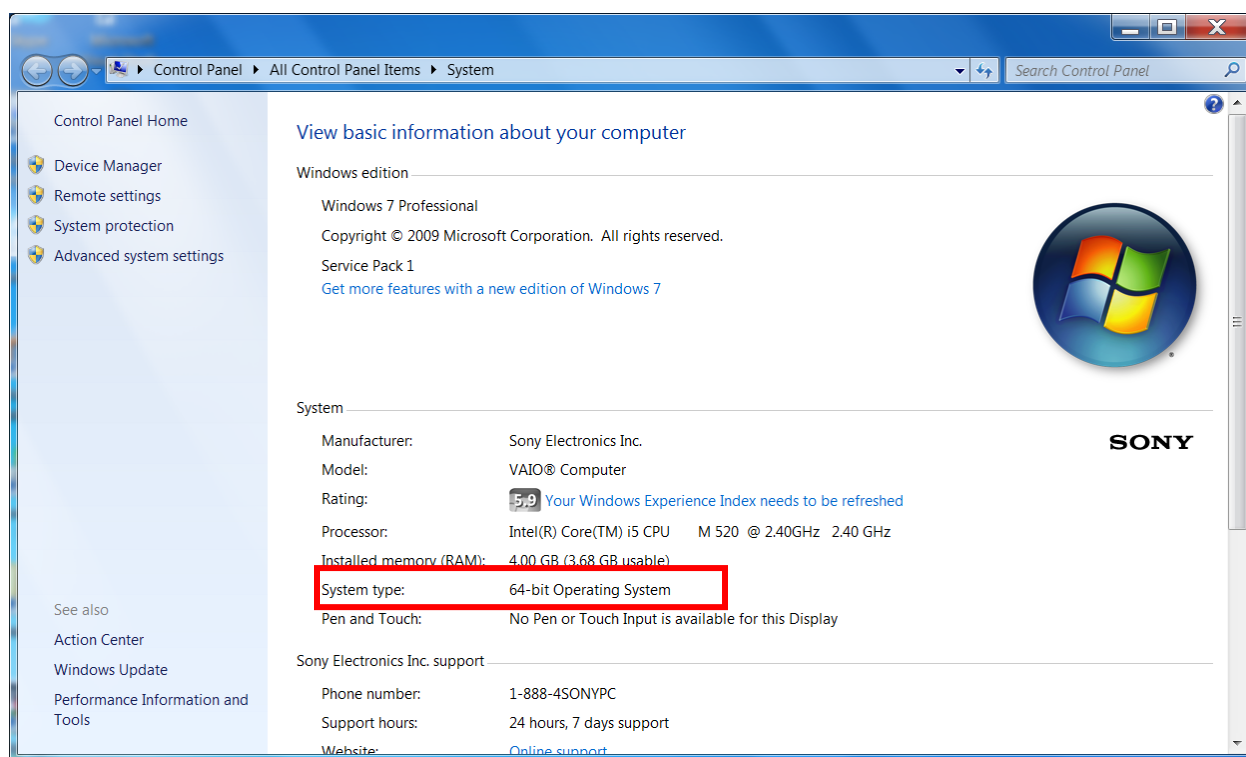 Control Panel ▸ All Control Panel Items ▸ System
Search Control Panel
Control Panel Home
Device Manager
Remote settings
System protection
Advanced system settings
See also
Action Center
Windows Update
Performance Information and
Tools
View basic information about your computer
Windows edition
Windows 7 Professional
Copyright © 2009 Microsoft Corporation. All rights reserved.
Service Pack 1
Get more features with a new edition of Windows 7
System
Manufacturer: Sony Electronics Inc.
SONY
Model: VAIO® Computer
Rating: 5.9 Your Windows Experience Index needs to be refreshed
Processor: Intel(R) Core(TM) i5 CPU M 520 @ 2.40GHz 2.40 GHz
Installed memory (RAM): 4.00 GB (3.68 GB usable)
System type: 64-bit Operating System
Pen and Touch: No Pen or Touch Input is available for this Display
Sony Electronics Inc. support
Phone number: 1-888-4SONYPC
Support hours: 24 hours, 7 days support
Website: Online support